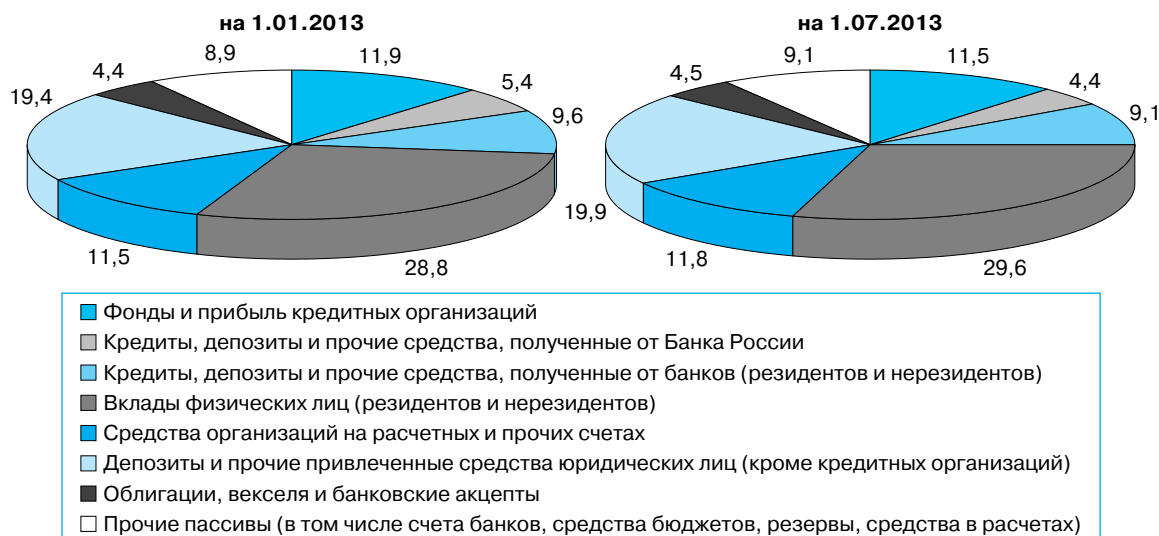 на 1.01.2013
8,9
11,9
4,4
5,4
19,4
9,6
11,5
28,8
на 1.07.2013
9,1
11,5
4,5
4,4
9,1
19,9
11,8
29,6
Фонды и прибыль кредитных организаций
Кредиты, депозиты и прочие средства, полученные от Банка России
Кредиты, депозиты и прочие средства, полученные от банков (резидентов и нерезидентов)
Вклады физических лиц (резидентов и нерезидентов)
Средства организаций на расчетных и прочих счетах
Депозиты и прочие привлеченные средства юридических лиц (кроме кредитных организаций)
Облигации, векселя и банковские акцепты
Прочие пассивы (в том числе счета банков, средства бюджетов, резервы, средства в расчетах)